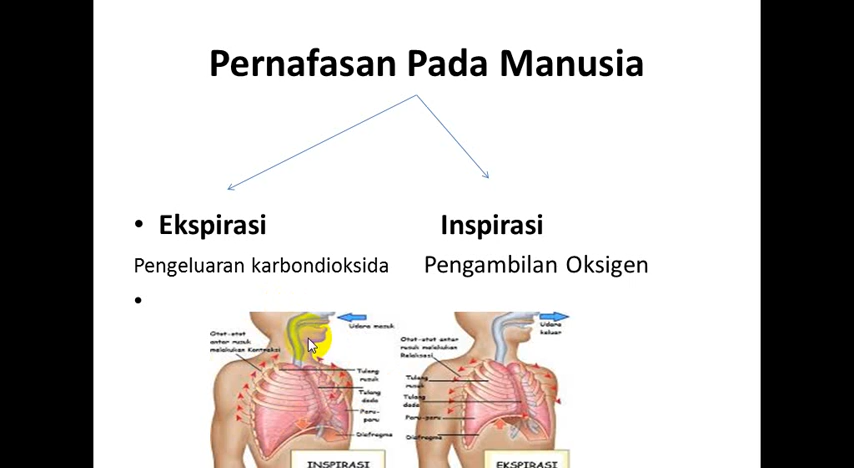 Pernafasan Pada Manusia
• Ekspirasi
Inspirasi
Pengeluaran karbondioksida
Pengambilan Oksigen
•
Udara masuk
Otot-otot
antar rusuk
melakukan Kontraksi
Tulang
rusuk
Tulang
dada
Paru-
paru
Diafragma
INSPIRASI
Udara
keluar
Otot-otot antar
rusuk melakukan
Relaksasi
Tulang
rusuk
Tulang
dada
Paru-paru
Diafragma
EKSPIRASI